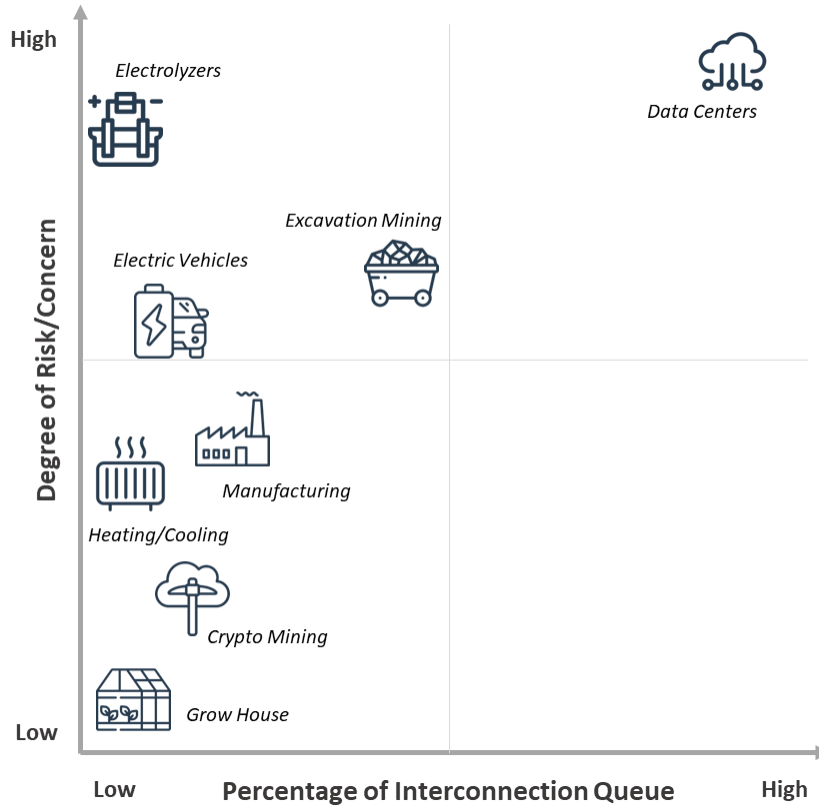 High
Electrolyzers
Data Centers
Excavation Mining
Electric Vehicles
Degree of Risk/Concern
Manufacturing
Heating/Cooling
Crypto Mining
Grow House
Low
Low
Percentage of Interconnection Queue
High